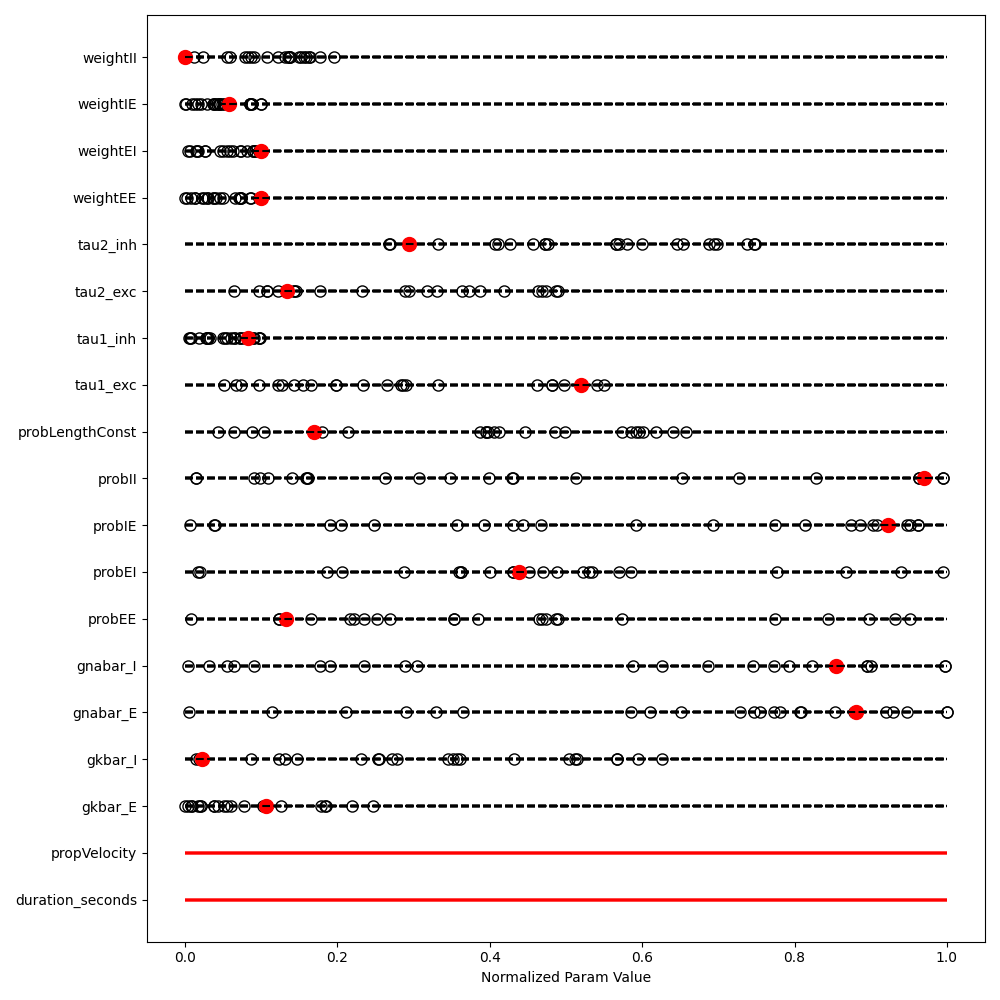 weightII
weightIE
weightEI
weightEE
tau2_inh
tau2_exc
tau1_inh
tau1_exc
probLengthConst
probII
probIE
probEI
probEE
gnabar_I
gnabar_E
gkbar_I
gkbar_E
propVelocity
duration_seconds
0.0 0.2 0.4 0.6 0.8 1.0
Normalized Param Value